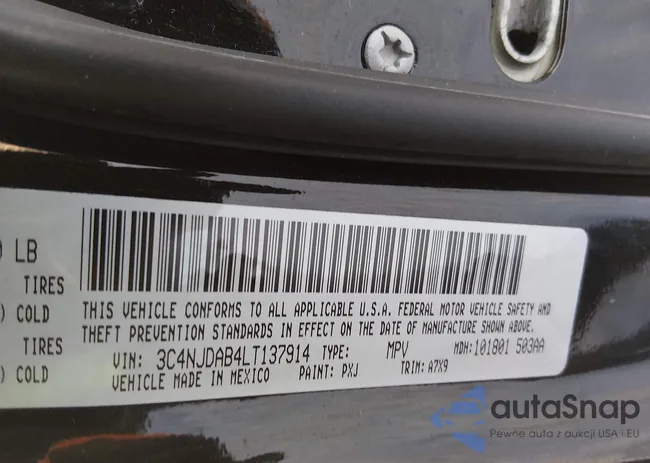 ) LB
TIRES
) COLD
TIRES
) COLD
THIS VEHICLE CONFORMS TO ALL APPLICABLE U.S.A. FEDERAL MOTOR VEHICLE SAFETY AND
THEFT PREVENTION STANDARDS IN EFFECT ON THE DATE OF MANUFACTURE SHOWN ABOVE.
VIN: 3C4NJDAB4LT137914 TYPE: MPV MDH: 101801 503AA
VEHICLE MADE IN MEXICO PAINT: PXJ TRIM: A7X9
autaSnap
Pewne auta z aukcji USA i EU